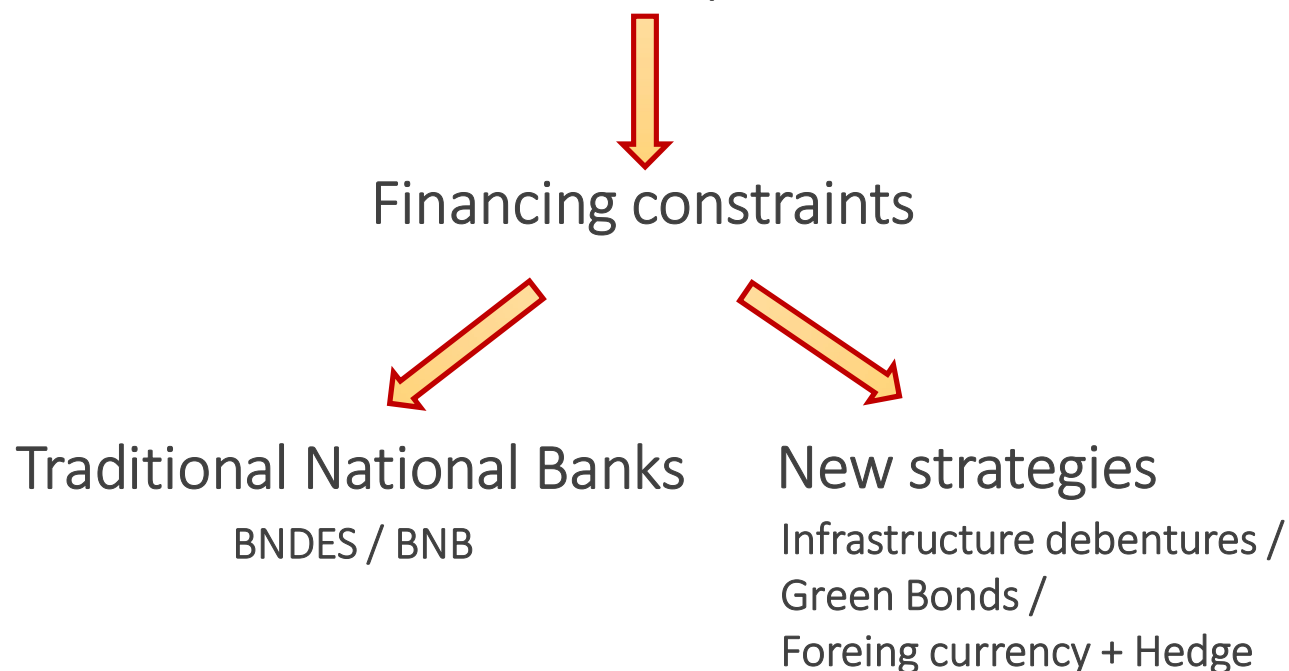 Financing constraints
Traditional National Banks
BNDES / BNB
New strategies
Infrastructure debentures /
Green Bonds /
Foreing currency + Hedge